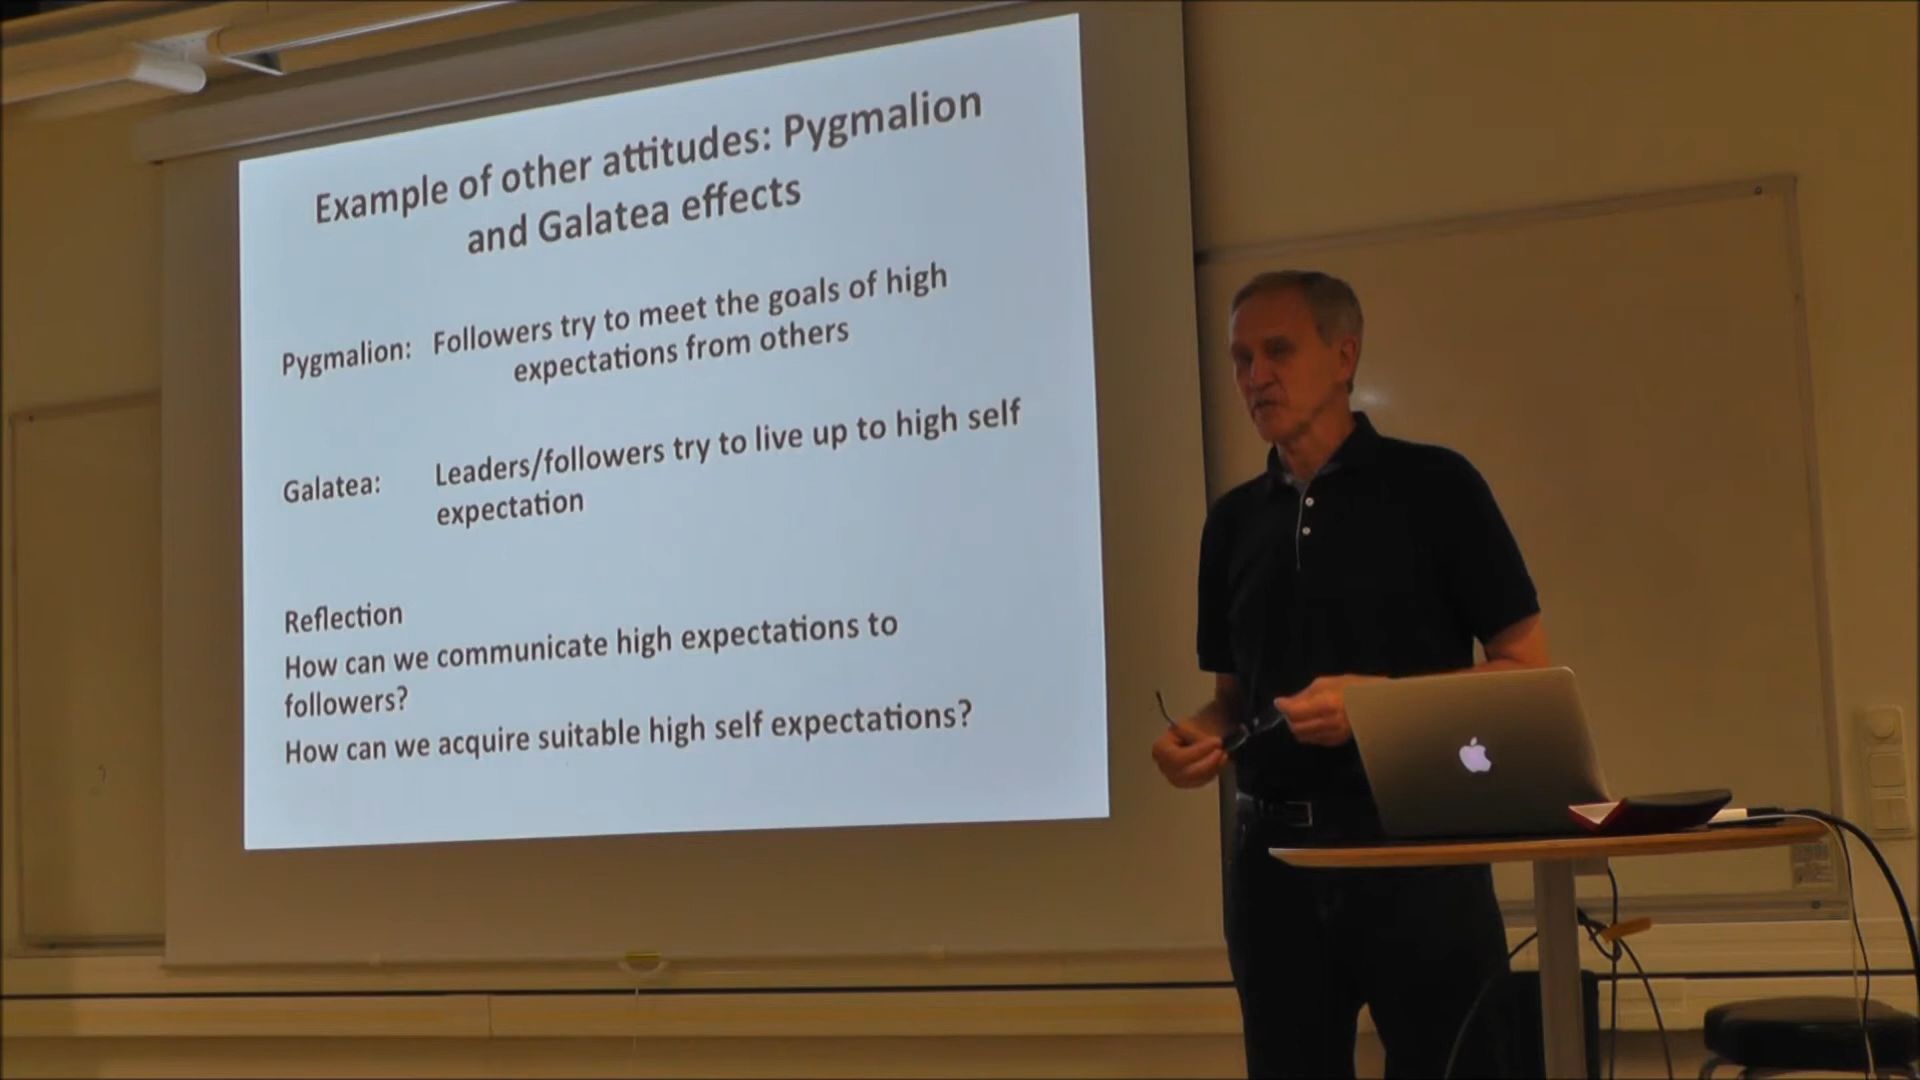 Example of other attitudes: Pygmalion
and Galatea effects
Pygmalion: Followers try to meet the goals of high
expectations from others
Galatea: Leaders/followers try to live up to high self
expectation
Reflection
How can we communicate high expectations to
followers?
How can we acquire suitable high self expectations?